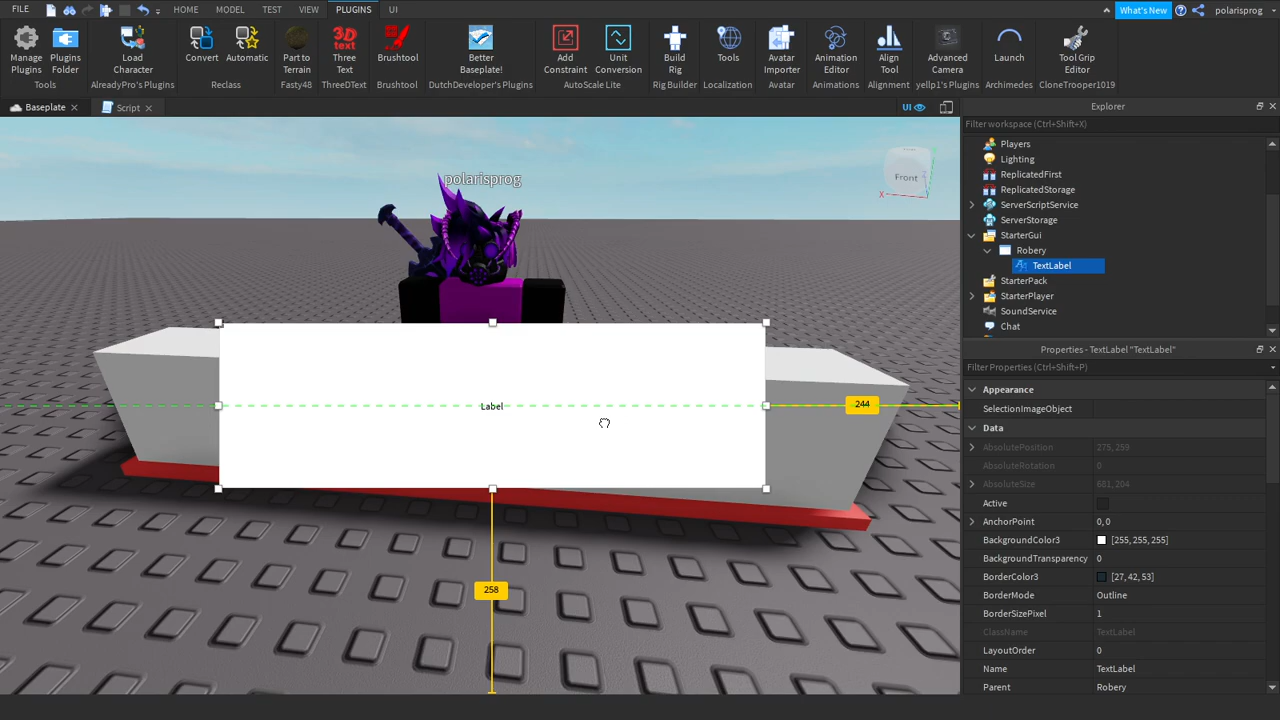 FILE HOME MODEL TEST VIEW PLUGINS UI What's New polarisprog
Manage Plugins
Plugins Folder
Tools
Load Character
AlreadyPro's Plugins
Convert
Automatic
Reclass
Part to Terrain
Fasty48
3D text
Three Text
ThreeDText
Brushtool
Brushtool
Better Baseplate!
DutchDeveloper's Plugins
Add Constraint
Unit Conversion
AutoScale Lite
Build Rig
Rig Builder
Tools
Localization
Avatar Importer
Avatar
Animation Editor
Animations
Align Tool
Alignment
Advanced Camera
yellp1's Plugins
Launch
Archimedes
Tool Grip Editor
CloneTrooper1019
Baseplate
Script
UI
polarisprog
Front
X
Label
244
258
Explorer
Filter workspace (Ctrl+Shift+X)
Players
Lighting
ReplicatedFirst
ReplicatedStorage
ServerScriptService
ServerStorage
StarterGui
Robery
TextLabel
StarterPack
StarterPlayer
SoundService
Chat
Properties - TextLabel "TextLabel"
Filter Properties (Ctrl+Shift+P)
Appearance
SelectionImageObject
Data
AbsolutePosition 275, 259
AbsoluteRotation 0
AbsoluteSize 681, 204
Active
AnchorPoint 0, 0
BackgroundColor3 [255, 255, 255]
BackgroundTransparency 0
BorderColor3 [27, 42, 53]
BorderMode Outline
BorderSizePixel 1
ClassName TextLabel
LayoutOrder 0
Name TextLabel
Parent Robery